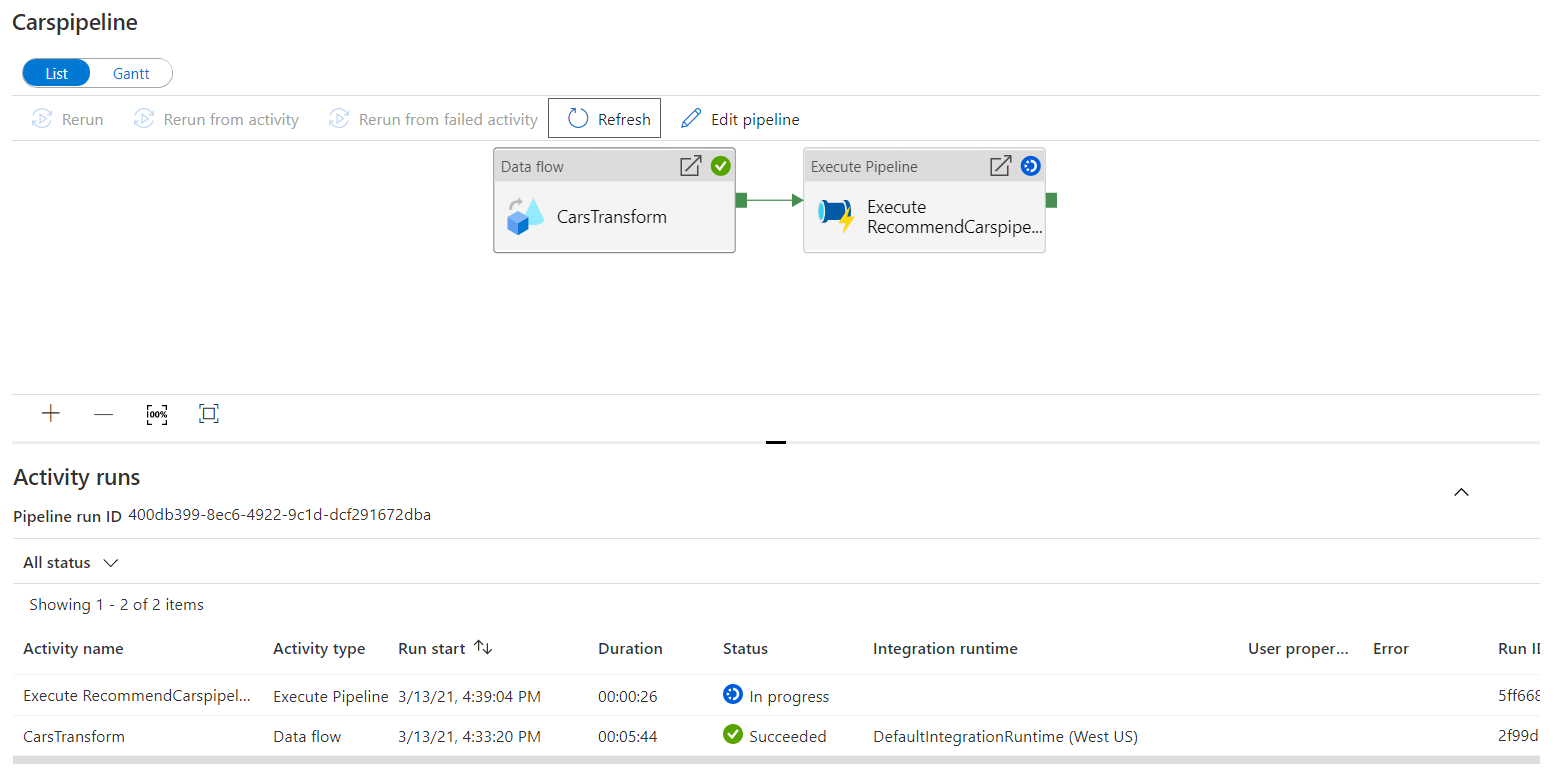 Carspipeline
List Gantt
Rerun Rerun from activity Rerun from failed activity Refresh Edit pipeline
Data flow Execute Pipeline
CarsTransform Execute
RecommendCarspipe...
100%
Activity runs
Pipeline run ID 400db399-8ec6-4922-9c1d-dcf291672dba
All status
Showing 1 - 2 of 2 items
Activity name Activity type Run start Duration Status Integration runtime User proper... Error Run ID
Execute RecommendCarspipel... Execute Pipeline 3/13/21, 4:39:04 PM 00:00:26 In progress 5ff668
CarsTransform Data flow 3/13/21, 4:33:20 PM 00:05:44 Succeeded DefaultIntegrationRuntime (West US) 2f99d